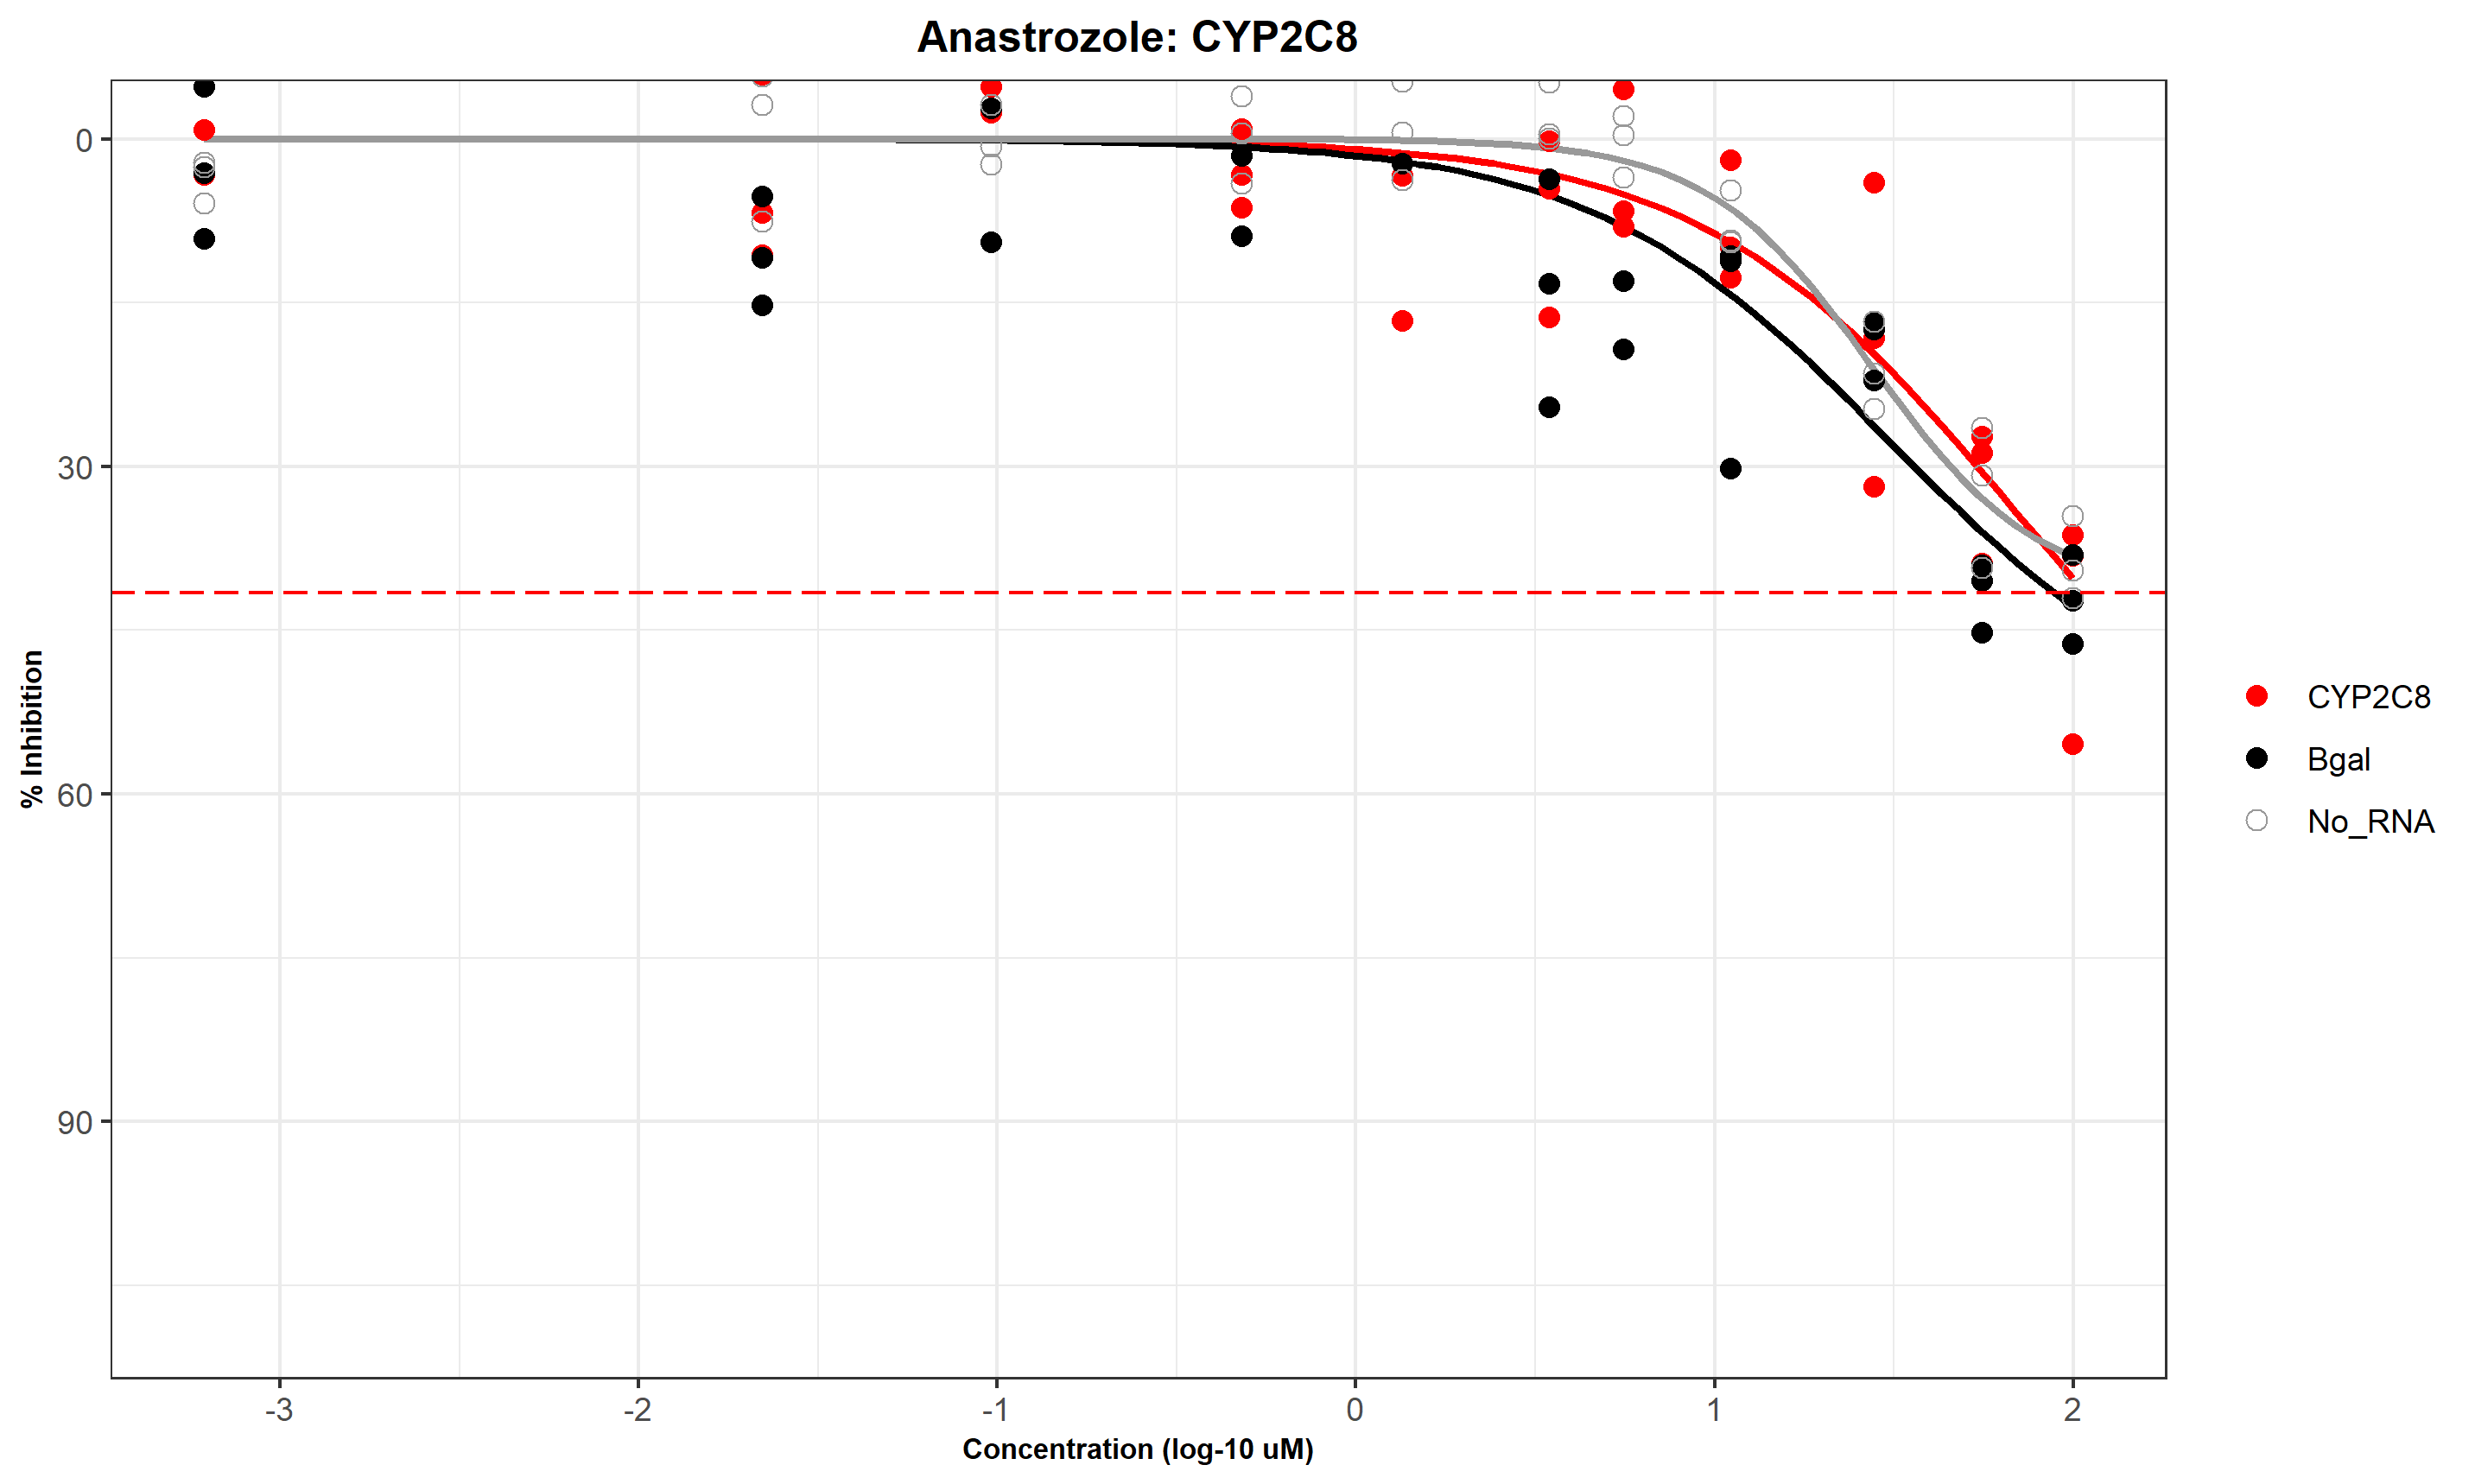 Anastrozole: CYP2C8
0
30
60
90
% Inhibition
-3
-2
-1
0
1
2
Concentration (log-10 uM)
CYP2C8
Bgal
No_RNA